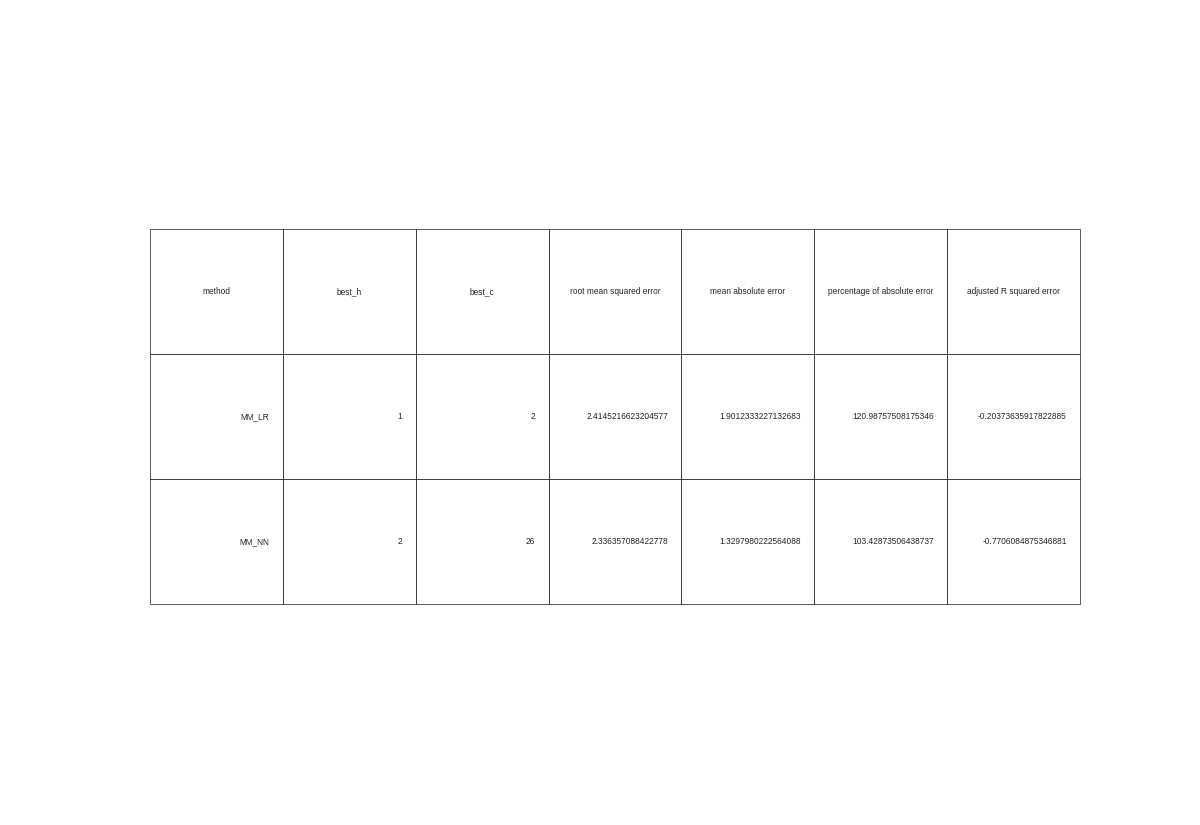 method best_h best_c root mean squared error mean absolute error percentage of absolute error adjusted R squared error
MM_LR 1 2 2.4145216623204577 1.9012333227132683 120.98757508175346 -0.20373635917822885
MM_NN 2 26 2.336357088422778 1.3297980222564088 103.42873506438737 -0.7706084875346881